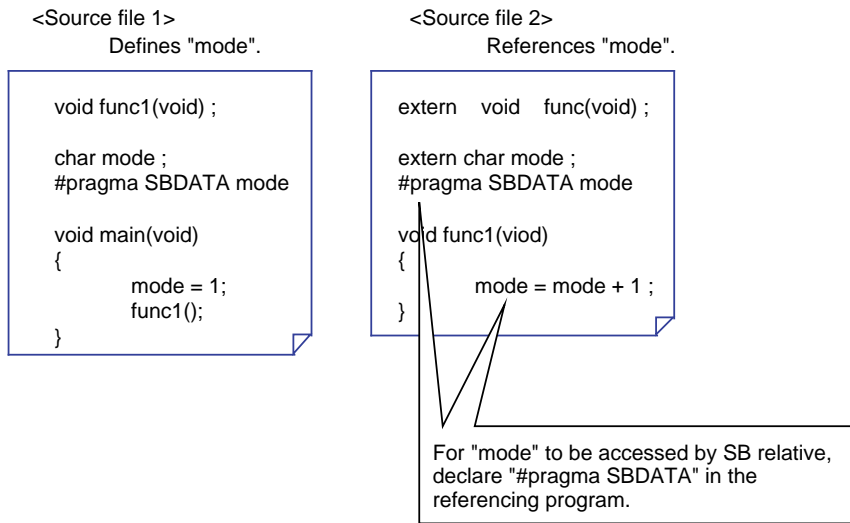 <Source file 1>
Defines "mode".
void func1(void) ;
char mode ;
#pragma SBDATA mode
void main(void)
{
mode = 1;
func1();
}
<Source file 2>
References "mode".
extern void func(void) ;
extern char mode ;
#pragma SBDATA mode
void func1(viod)
{
mode = mode + 1 ;
}
For "mode" to be accessed by SB relative,
declare "#pragma SBDATA" in the
referencing program.